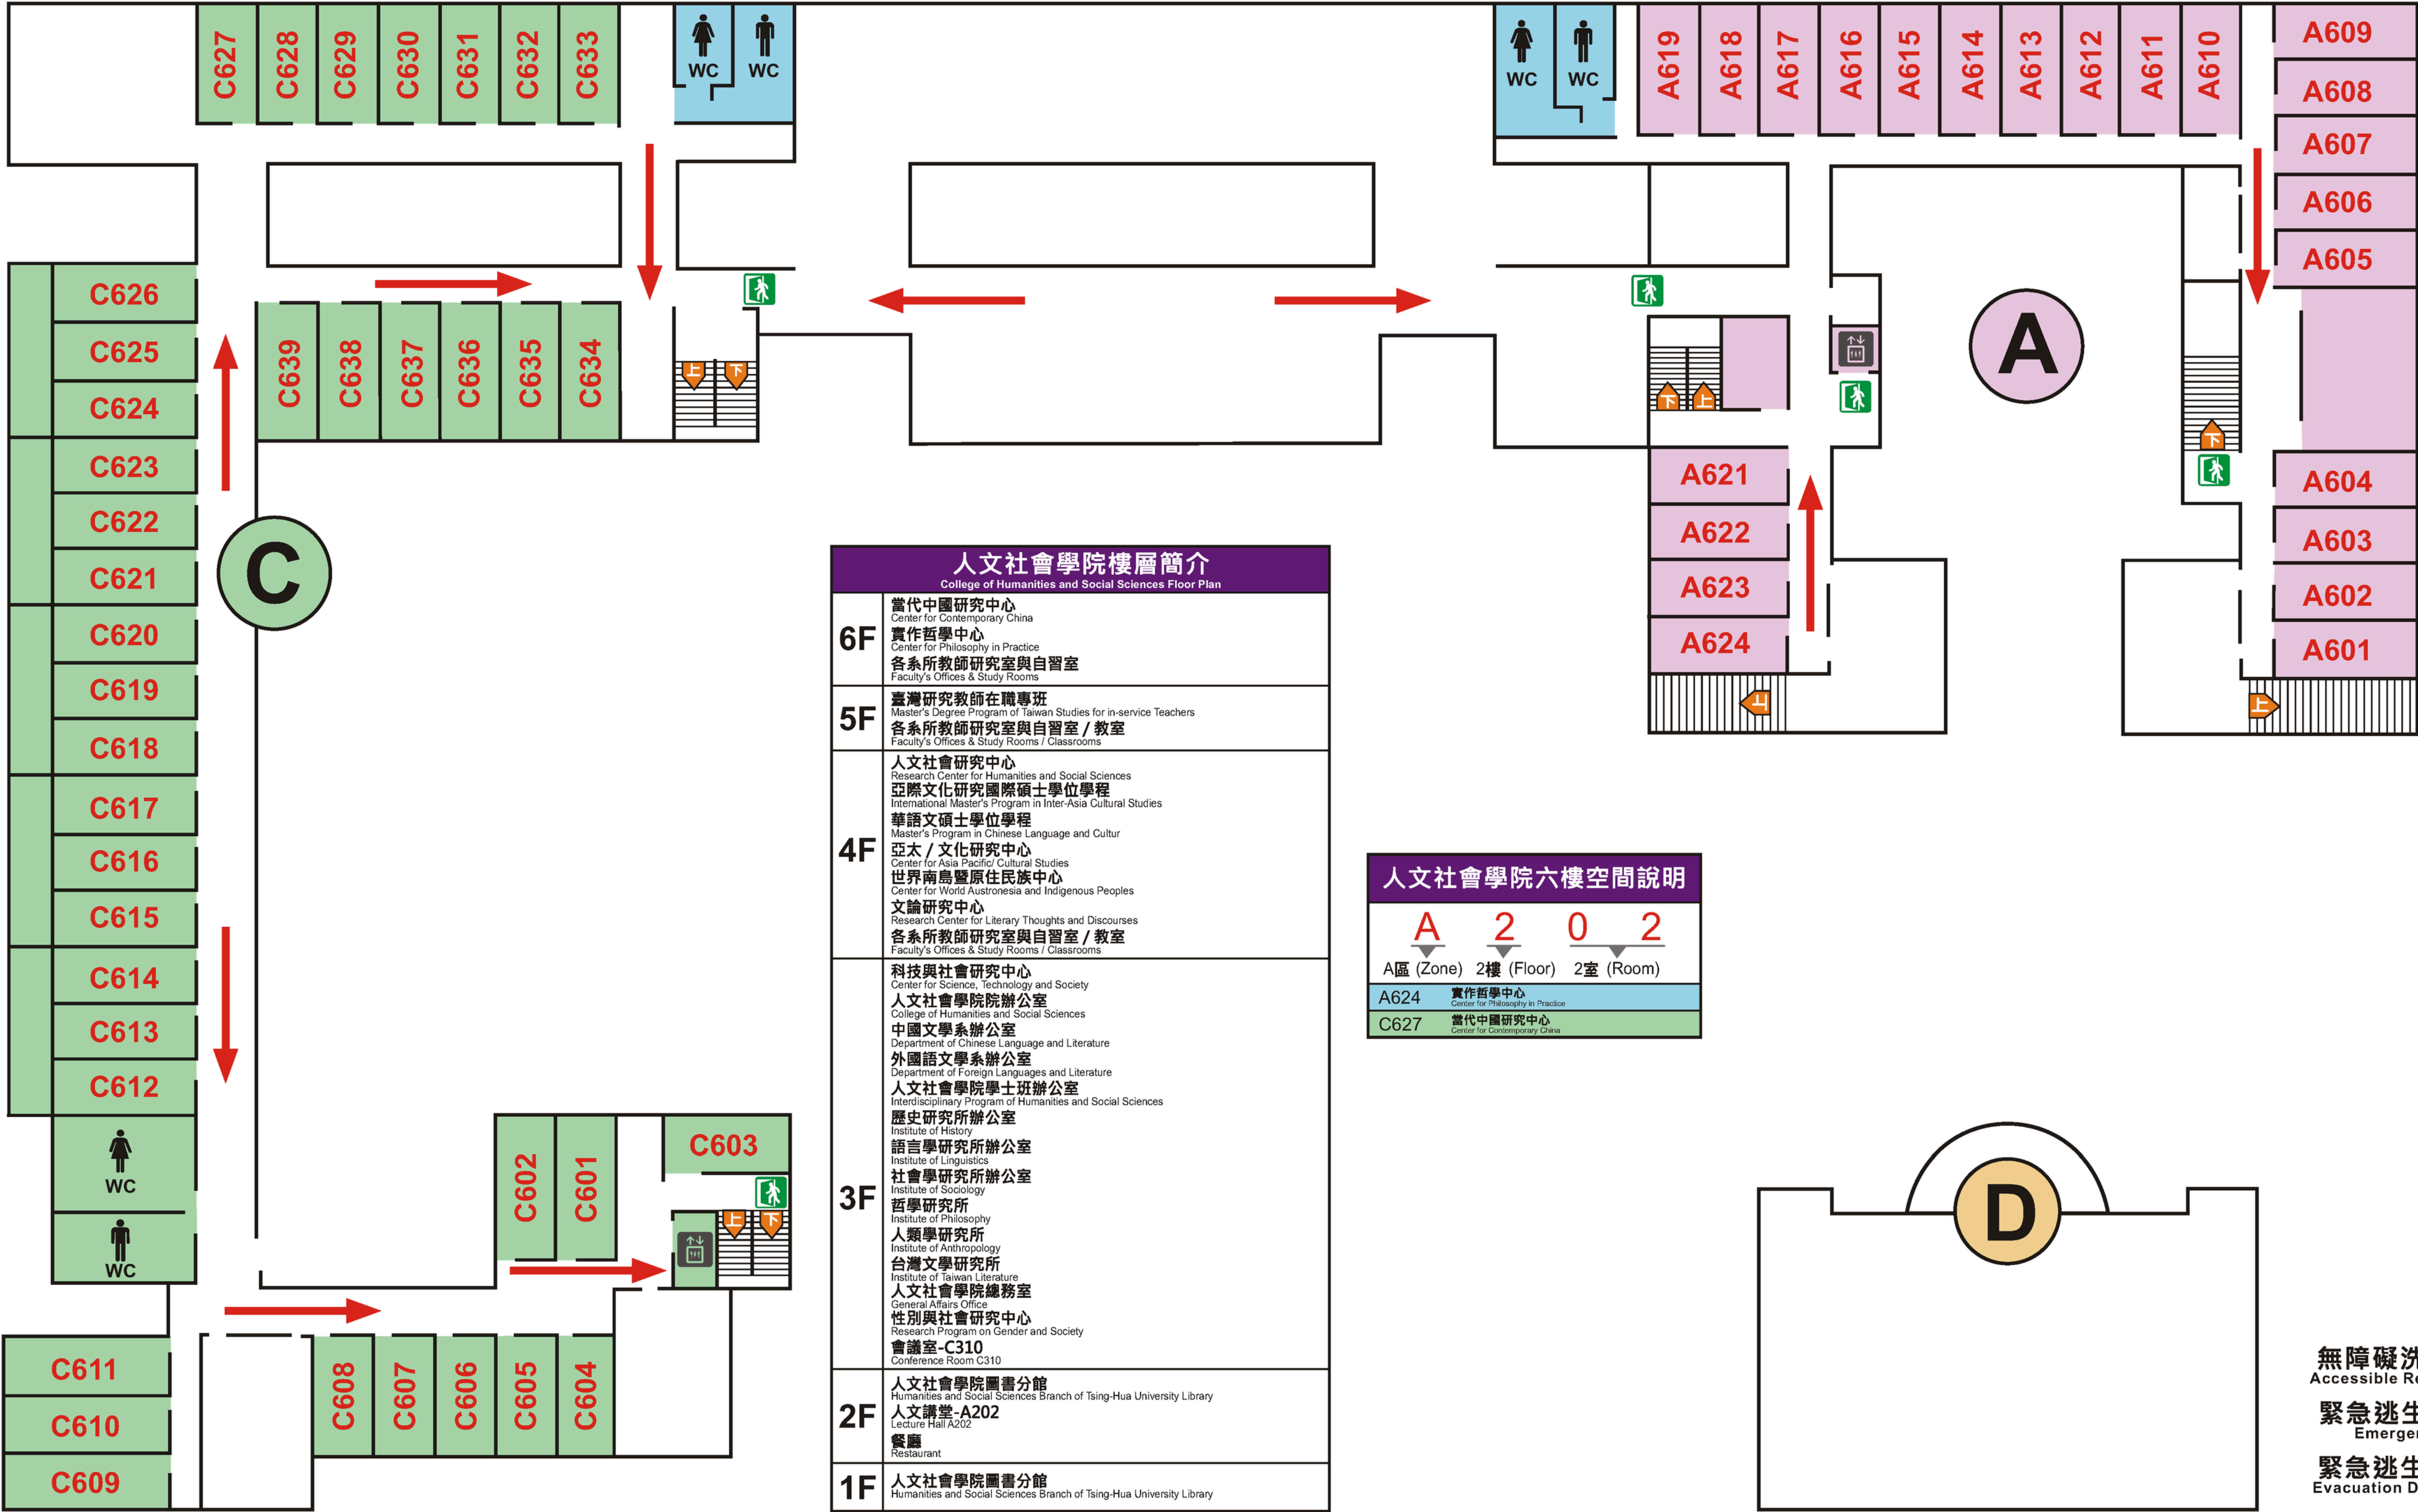 C627
C628
C629
C630
C631
C632
C633
WC
WC
WC
WC
A619
A618
A617
A616
A615
A614
A613
A612
A611
A610
A609
A608
A607
A606
A605
C626
C625
C624
C623
C622
C621
C620
C619
C618
C617
C616
C615
C614
C613
C612
WC
WC
C639
C638
C637
C636
C635
C634
上
下
下
上
A
下
A621
A622
A623
A624
上
A604
A603
A602
A601
上
C
人文社會學院樓層簡介
College of Humanities and Social Sciences Floor Plan
6F
當代中國研究中心
Center for Contemporary China
實作哲學中心
Center for Philosophy in Practice
各系所教師研究室與自習室
Faculty's Offices & Study Rooms
5F
臺灣研究教師在職專班
Master's Degree Program of Taiwan Studies for in-service Teachers
各系所教師研究室與自習室 / 教室
Faculty's Offices & Study Rooms / Classrooms
4F
人文社會研究中心
Research Center for Humanities and Social Sciences
亞際文化研究國際碩士學位學程
International Master's Program in Inter-Asia Cultural Studies
華語文碩士學位學程
Master's Program in Chinese Language and Cultur
亞太 / 文化研究中心
Center for Asia Pacific/ Cultural Studies
世界南島暨原住民族中心
Center for World Austronesia and Indigenous Peoples
文論研究中心
Research Center for Literary Thoughts and Discourses
各系所教師研究室與自習室 / 教室
Faculty's Offices & Study Rooms / Classrooms
3F
科技與社會研究中心
Center for Science, Technology and Society
人文社會學院院辦公室
College of Humanities and Social Sciences
中國文學系辦公室
Department of Chinese Language and Literature
外國語文學系辦公室
Department of Foreign Languages and Literature
人文社會學院學士班辦公室
Interdisciplinary Program of Humanities and Social Sciences
歷史研究所辦公室
Institute of History
語言學研究所辦公室
Institute of Linguistics
社會學研究所辦公室
Institute of Sociology
哲學研究所
Institute of Philosophy
人類學研究所
Institute of Anthropology
台灣文學研究所
Institute of Taiwan Literature
人文社會學院總務室
General Affairs Office
性別與社會研究中心
Research Program on Gender and Society
會議室-C310
Conference Room C310
2F
人文社會學院圖書分館
Humanities and Social Sciences Branch of Tsing-Hua University Library
人文講堂-A202
Lecture Hall A202
餐廳
Restaurant
1F
人文社會學院圖書分館
Humanities and Social Sciences Branch of Tsing-Hua University Library
人文社會學院六樓空間說明
A 2 0 2
A區 (Zone) 2樓 (Floor) 2室 (Room)
A624 實作哲學中心
Center for Philosophy in Practice
C627 當代中國研究中心
Center for Contemporary China
C602
C601
C603
上
下
C611
C610
C609
C608
C607
C606
C605
C604
D
無障礙洗
Accessible Re
緊急逃生
Emerge
緊急逃生
Evacuation D